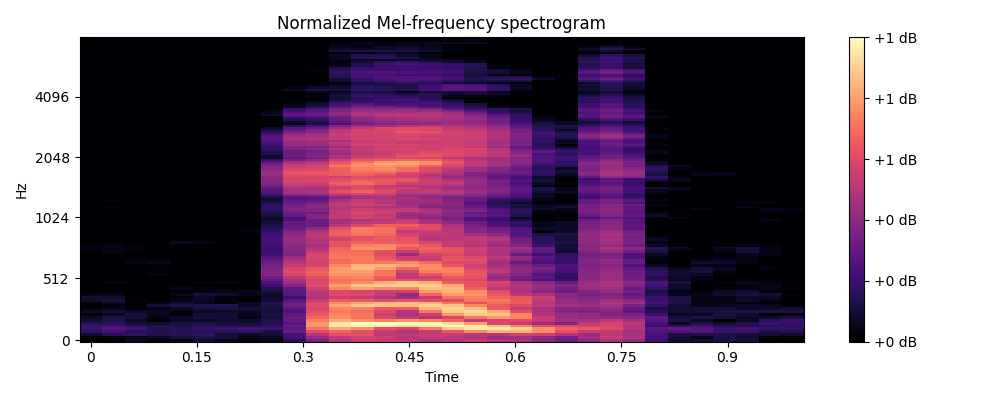 Normalized Mel-frequency spectrogram
+1 dB
+1 dB
+1 dB
+0 dB
+0 dB
+0 dB
4096
2048
1024
512
0
Hz
0
0.15
0.3
0.45
0.6
0.75
0.9
Time